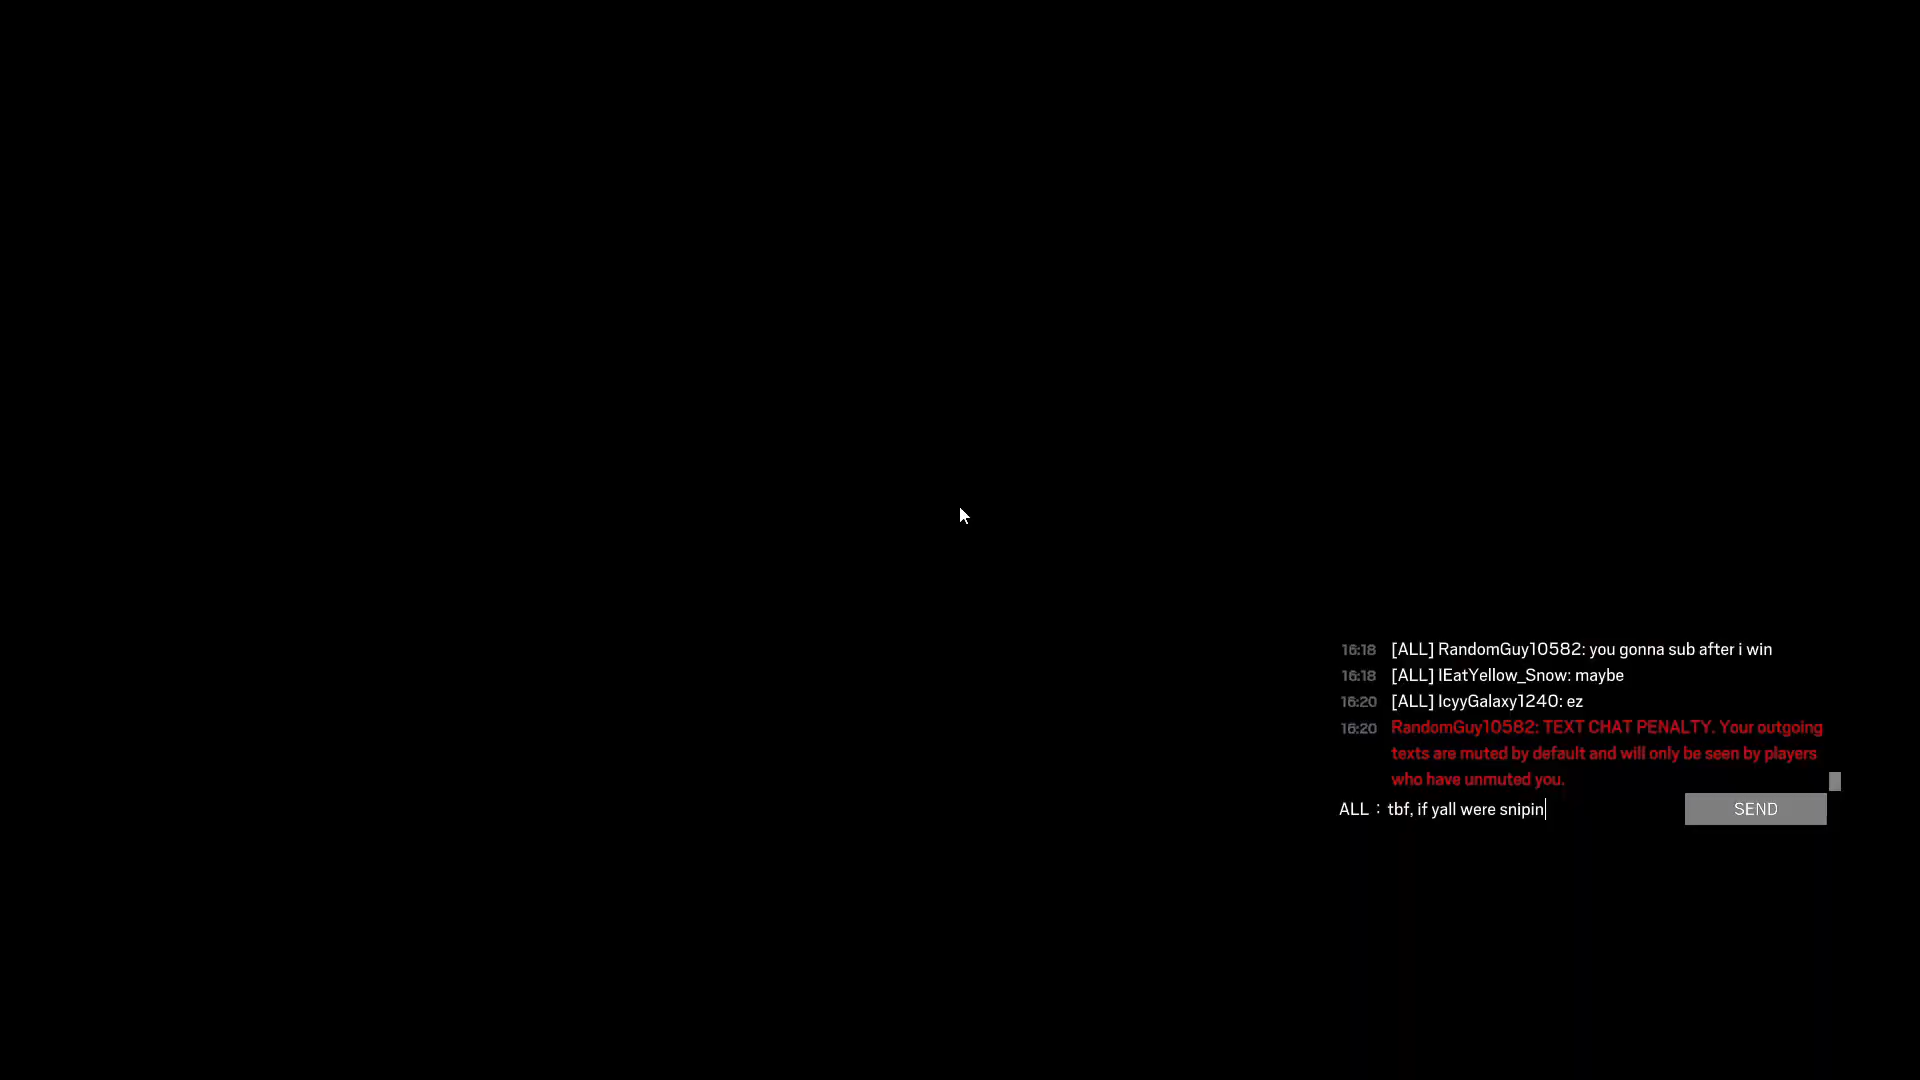 16:18 [ALL] RandomGuy10582: you gonna sub after i win
16:18 [ALL] IEatYellow_Snow: maybe
16:20 [ALL] IcyyGalaxy1240: ez
16:20 RandomGuy10582: TEXT CHAT PENALTY. Your outgoing
texts are muted by default and will only be seen by players
who have unmuted you.
ALL : tbf, if yall were snipin SEND